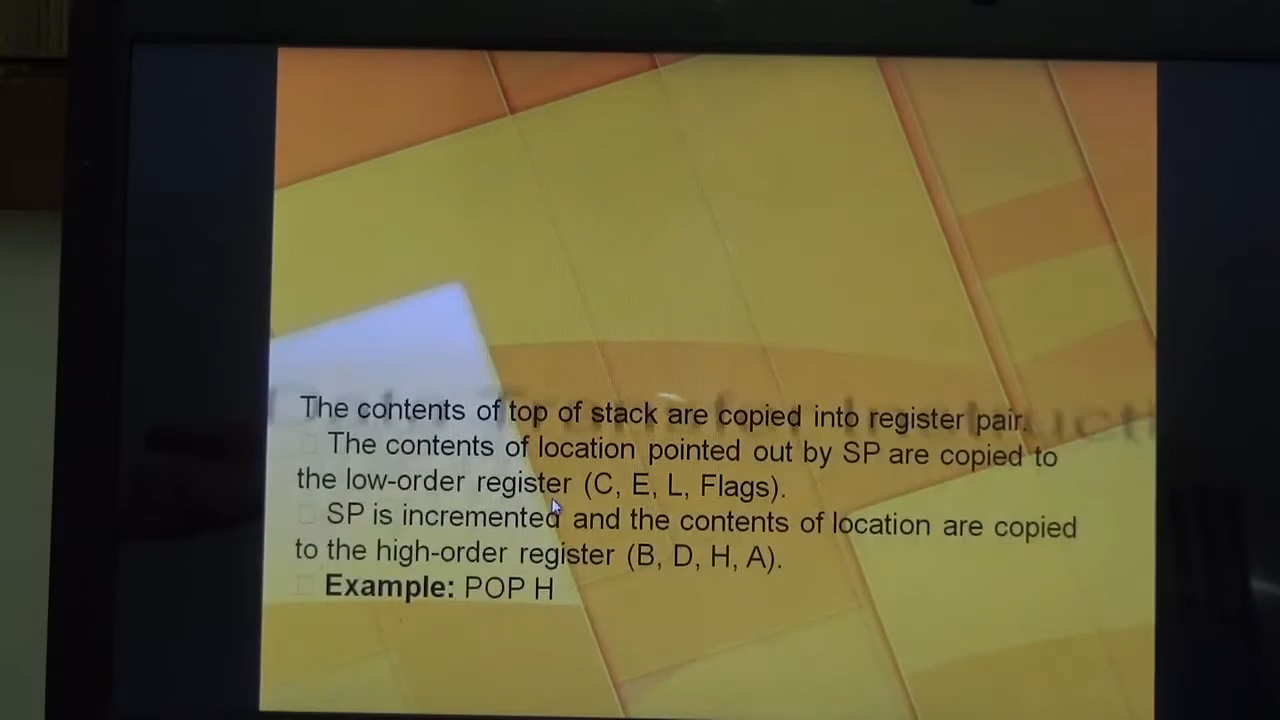 The contents of top of stack are copied into register pair.
The contents of location pointed out by SP are copied to
the low-order register (C, E, L, Flags).
SP is incremented and the contents of location are copied
to the high-order register (B, D, H, A).
Example: POP H